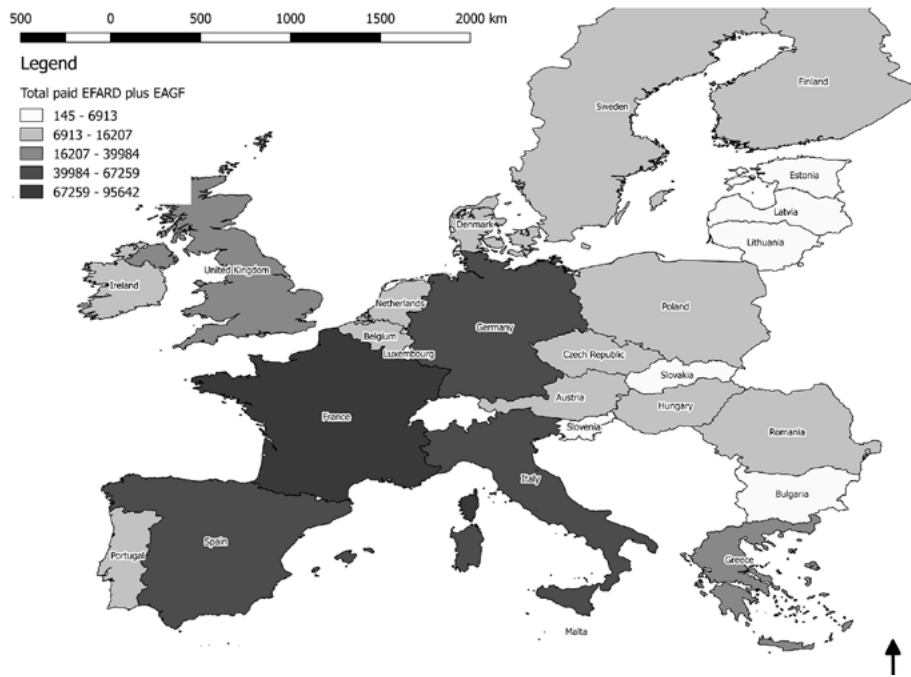 500 0 500 1000 1500 2000 km
Legend
Total paid EFARD plus EAGF
145 - 6913
6913 - 16207
16207 - 39984
39984 - 67259
67259 - 95642
Finland
Sweden
Estonia
Latvia
Lithuania
Denmark
United Kingdom
Ireland
Netherlands
Poland
Germany
Belgium
Luxembourg
Czech Republic
Slovakia
Austria
Hungary
France
Slovenia
Romania
Italy
Bulgaria
Spain
Portugal
Greece
Malta